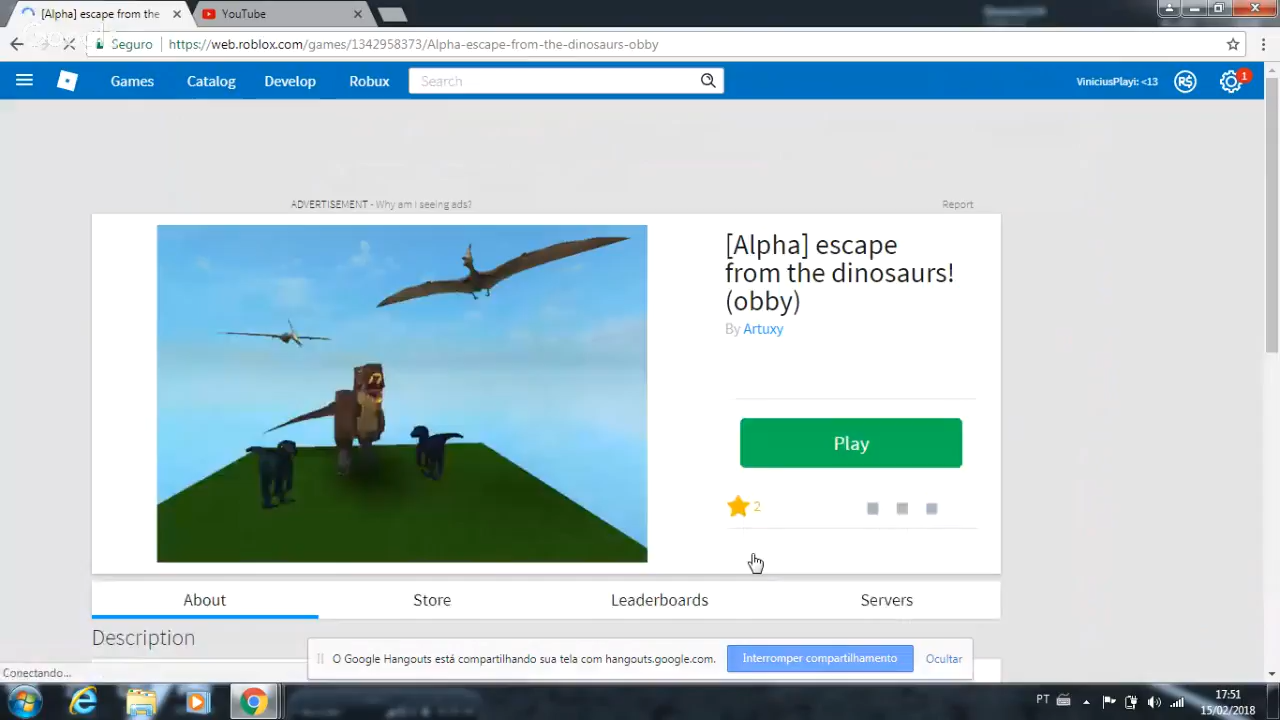 [Alpha] escape from the
YouTube
Seguro
https://web.roblox.com/games/1342958373/Alpha-escape-from-the-dinosaurs-obby
Games
Catalog
Develop
Robux
Search
ViniciusPlayi: <13
R$
1
ADVERTISEMENT - Why am I seeing ads?
Report
[Alpha] escape
from the dinosaurs!
(obby)
By Artuxy
Play
2
About
Store
Leaderboards
Servers
Description
O Google Hangouts está compartilhando sua tela com hangouts.google.com.
Interromper compartilhamento
Ocultar
Conectando...
PT
17:51
15/02/2018